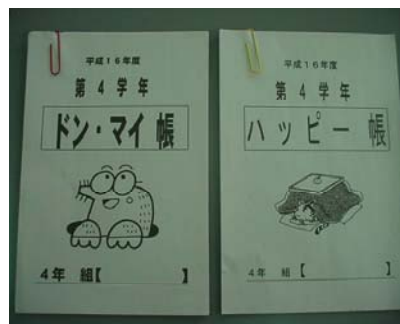 平成16年度
第4学年
ドン・マイ帳
4年 組【 】
平成16年度
第4学年
ハッピー帳
4年 組【 】